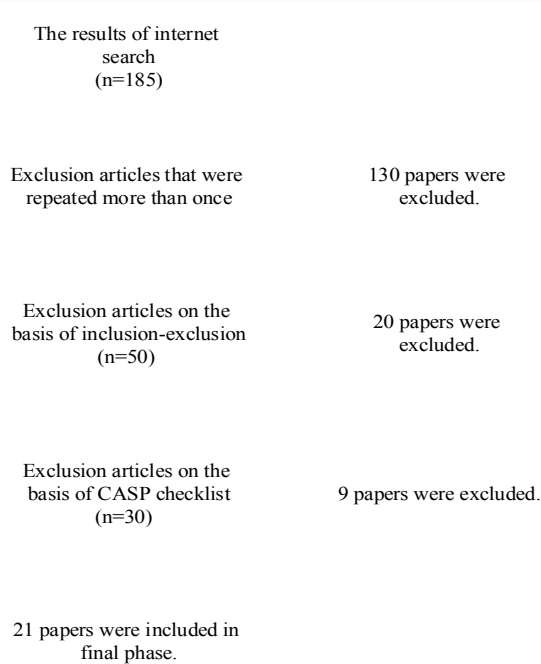 The results of internet
search
(n=185)
Exclusion articles that were
repeated more than once
130 papers were
excluded.
Exclusion articles on the
basis of inclusion-exclusion
(n=50)
20 papers were
excluded.
Exclusion articles on the
basis of CASP checklist
(n=30)
9 papers were excluded.
21 papers were included in
final phase.